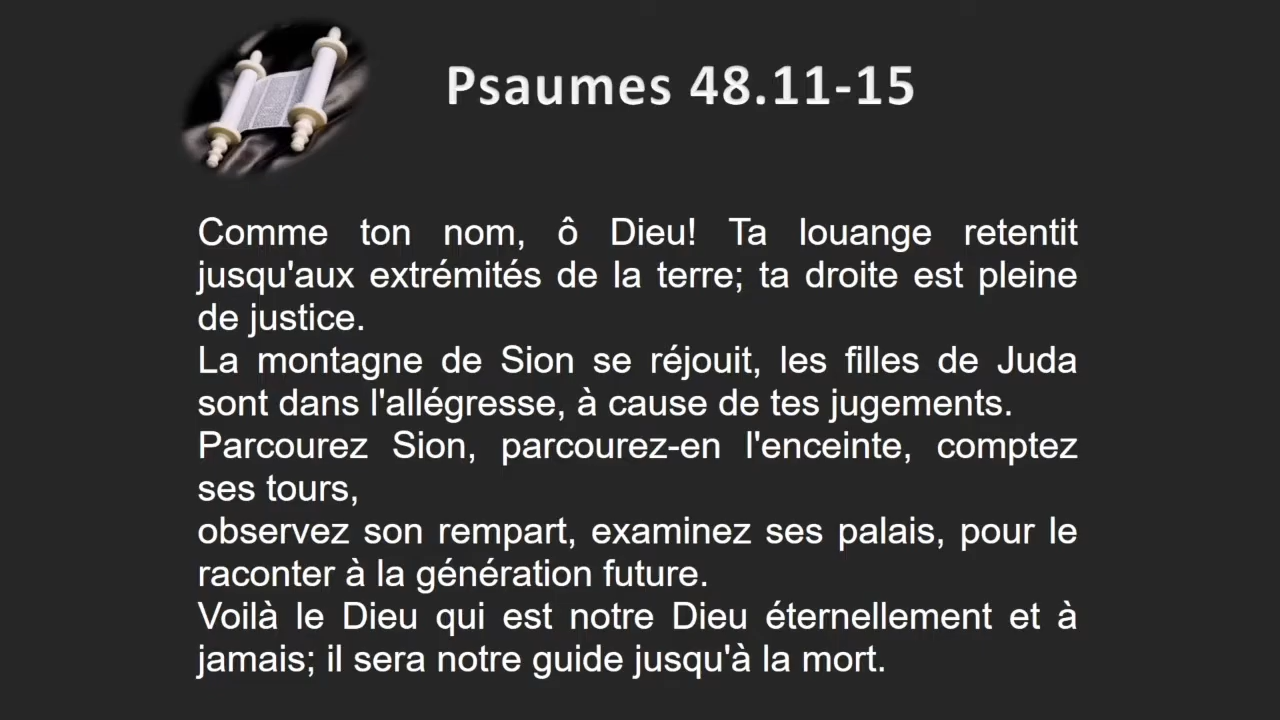 Psaumes 48.11-15
Comme ton nom, ô Dieu! Ta louange retentit
jusqu'aux extrémités de la terre; ta droite est pleine
de justice.
La montagne de Sion se réjouit, les filles de Juda
sont dans l'allégresse, à cause de tes jugements.
Parcourez Sion, parcourez-en l'enceinte, comptez
ses tours,
observez son rempart, examinez ses palais, pour le
raconter à la génération future.
Voilà le Dieu qui est notre Dieu éternellement et à
jamais; il sera notre guide jusqu'à la mort.